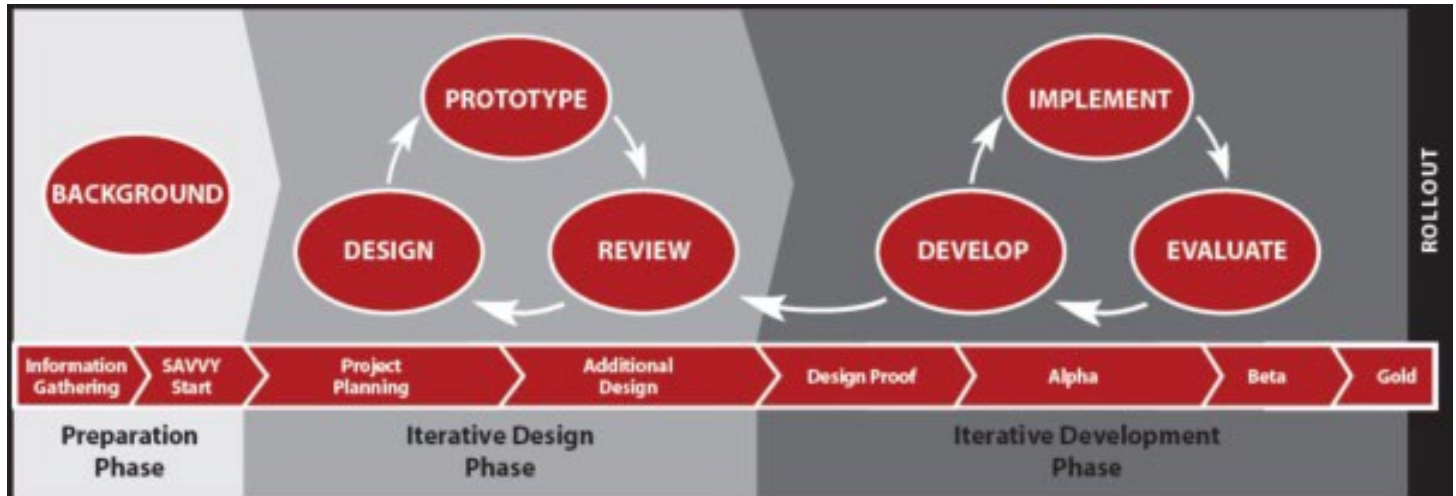 PROTOTYPE
IMPLEMENT
BACKGROUND
DESIGN
REVIEW
DEVELOP
EVALUATE
ROLLOUT
Information
Gathering
SAVVY
Start
Project
Planning
Additional
Design
Design Proof
Alpha
Beta
Gold
Preparation
Phase
Iterative Design
Phase
Iterative Development
Phase